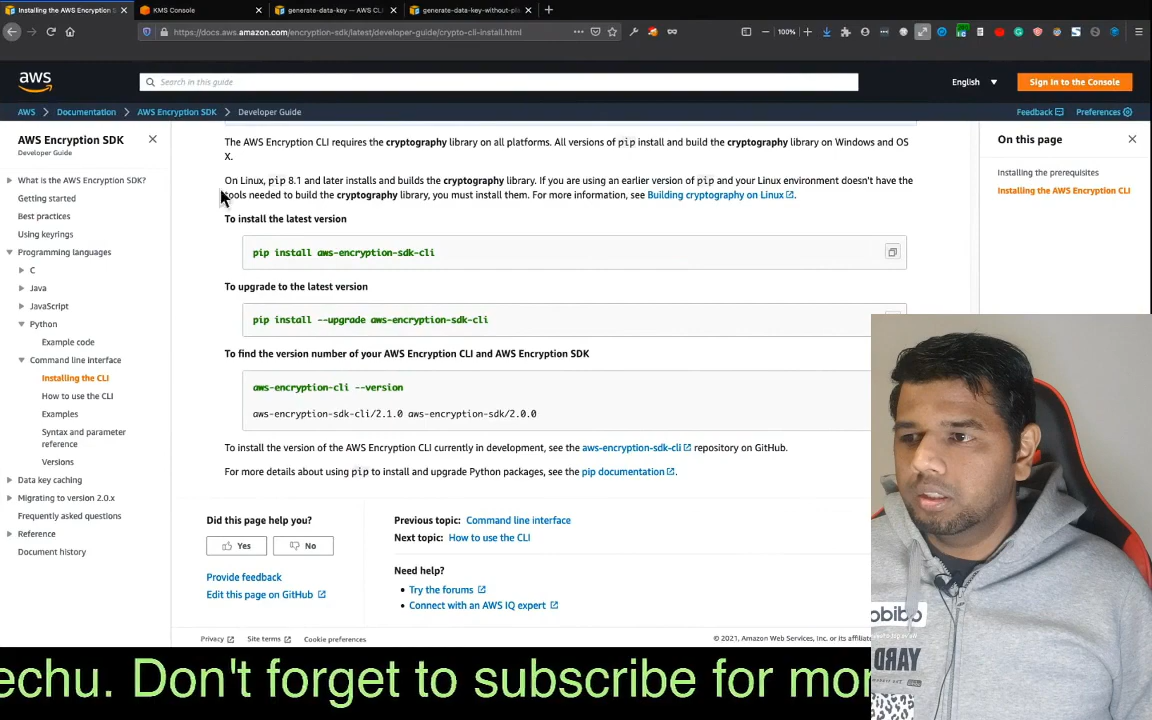 Installing the AWS Encryption S
KMS Console
generate-data-key — AWS CLI
generate-data-key-without-pla
https://docs.aws.amazon.com/encryption-sdk/latest/developer-guide/crypto-cli-install.html
100%
aws
Search in this guide
English
Sign In to the Console
AWS
Documentation
AWS Encryption SDK
Developer Guide
Feedback
Preferences
AWS Encryption SDK
Developer Guide
What is the AWS Encryption SDK?
Getting started
Best practices
Using keyrings
Programming languages
C
Java
JavaScript
Python
Example code
Command line interface
Installing the CLI
How to use the CLI
Examples
Syntax and parameter
reference
Versions
Data key caching
Migrating to version 2.0.x
Frequently asked questions
Reference
Document history
The AWS Encryption CLI requires the cryptography library on all platforms. All versions of pip install and build the cryptography library on Windows and OS
X.
On Linux, pip 8.1 and later installs and builds the cryptography library. If you are using an earlier version of pip and your Linux environment doesn't have the
tools needed to build the cryptography library, you must install them. For more information, see Building cryptography on Linux.
To install the latest version
pip install aws-encryption-sdk-cli
To upgrade to the latest version
pip install --upgrade aws-encryption-sdk-cli
To find the version number of your AWS Encryption CLI and AWS Encryption SDK
aws-encryption-cli --version
aws-encryption-sdk-cli/2.1.0 aws-encryption-sdk/2.0.0
To install the version of the AWS Encryption CLI currently in development, see the aws-encryption-sdk-cli repository on GitHub.
For more details about using pip to install and upgrade Python packages, see the pip documentation.
Did this page help you?
Yes
No
Provide feedback
Edit this page on GitHub
Previous topic: Command line interface
Next topic: How to use the CLI
Need help?
• Try the forums
• Connect with an AWS IQ expert
Privacy
Site terms
Cookie preferences
© 2021, Amazon Web Services, Inc. or its affiliate
On this page
Installing the prerequisites
Installing the AWS Encryption CLI
obibo
YARD
echu. Don't forget to subscribe for mor